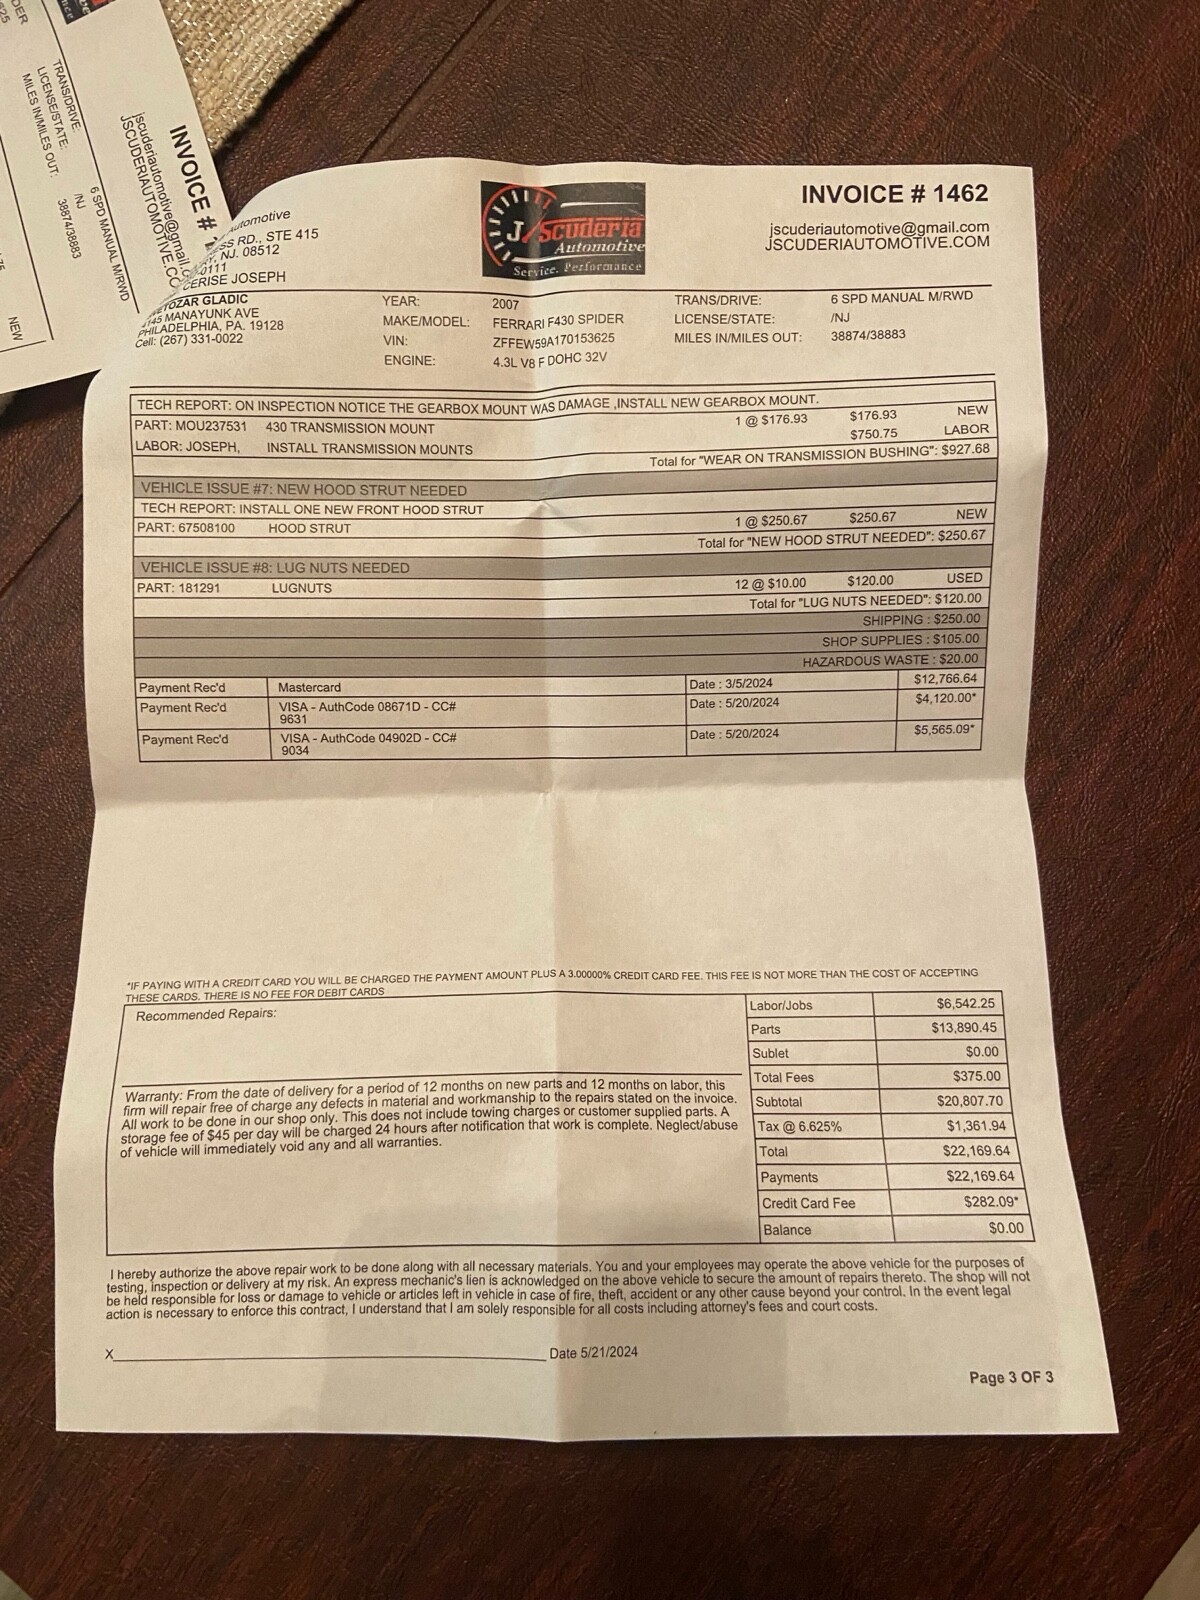 DER
TRANS/DRIVE:
LICENSE/STATE:
MILES IN/MILES OUT:
6 SPD MANUAL M/RWD
/NJ
38874/38883
NEW
INVOICE #
jscuderiautomotive@gmail.
JSCUDERIAUTOMOTIVE.CO
J/Scuderia
Automotive
Service. Performance
INVOICE # 1462
jscuderiautomotive@gmail.com
JSCUDERIAUTOMOTIVE.COM
utomotive
SS RD., STE 415
Y, NJ. 08512
0111
CERISE JOSEPH
OZAR GLADIC
MANAYUNK AVE
PHILADELPHIA, PA. 19128
Cell: (267) 331-0022
YEAR: 2007
MAKE/MODEL: FERRARI F430 SPIDER
VIN: ZFFEW59A170153625
ENGINE: 4.3L V8 F DOHC 32V
TRANS/DRIVE: 6 SPD MANUAL M/RWD
LICENSE/STATE: /NJ
MILES IN/MILES OUT: 38874/38883
TECH REPORT: ON INSPECTION NOTICE THE GEARBOX MOUNT WAS DAMAGE ,INSTALL NEW GEARBOX MOUNT.
PART: MOU237531 430 TRANSMISSION MOUNT 1 @ $176.93 $176.93 NEW
LABOR: JOSEPH, INSTALL TRANSMISSION MOUNTS $750.75 LABOR
Total for "WEAR ON TRANSMISSION BUSHING": $927.68
VEHICLE ISSUE #7: NEW HOOD STRUT NEEDED
TECH REPORT: INSTALL ONE NEW FRONT HOOD STRUT
PART: 67508100 HOOD STRUT 1 @ $250.67 $250.67 NEW
Total for "NEW HOOD STRUT NEEDED": $250.67
VEHICLE ISSUE #8: LUG NUTS NEEDED
PART: 181291 LUGNUTS 12 @ $10.00 $120.00 USED
Total for "LUG NUTS NEEDED": $120.00
SHIPPING : $250.00
SHOP SUPPLIES : $105.00
HAZARDOUS WASTE : $20.00
Payment Rec'd Mastercard Date : 3/5/2024 $12,766.64
Payment Rec'd VISA - AuthCode 08671D - CC# Date : 5/20/2024 $4,120.00*
9631
Payment Rec'd VISA - AuthCode 04902D - CC# Date : 5/20/2024 $5,565.09*
9034
*IF PAYING WITH A CREDIT CARD YOU WILL BE CHARGED THE PAYMENT AMOUNT PLUS A 3.00000% CREDIT CARD FEE. THIS FEE IS NOT MORE THAN THE COST OF ACCEPTING
THESE CARDS. THERE IS NO FEE FOR DEBIT CARDS
Recommended Repairs:
Warranty: From the date of delivery for a period of 12 months on new parts and 12 months on labor, this
firm will repair free of charge any defects in material and workmanship to the repairs stated on the invoice.
All work to be done in our shop only. This does not include towing charges or customer supplied parts. A
storage fee of $45 per day will be charged 24 hours after notification that work is complete. Neglect/abuse
of vehicle will immediately void any and all warranties.
Labor/Jobs $6,542.25
Parts $13,890.45
Sublet $0.00
Total Fees $375.00
Subtotal $20,807.70
Tax @ 6.625% $1,361.94
Total $22,169.64
Payments $22,169.64
Credit Card Fee $282.09*
Balance $0.00
I hereby authorize the above repair work to be done along with all necessary materials. You and your employees may operate the above vehicle for the purposes of
testing, inspection or delivery at my risk. An express mechanic's lien is acknowledged on the above vehicle to secure the amount of repairs thereto. The shop will not
be held responsible for loss or damage to vehicle or articles left in vehicle in case of fire, theft, accident or any other cause beyond your control. In the event legal
action is necessary to enforce this contract, I understand that I am solely responsible for all costs including attorney's fees and court costs.
X Date 5/21/2024
Page 3 OF 3